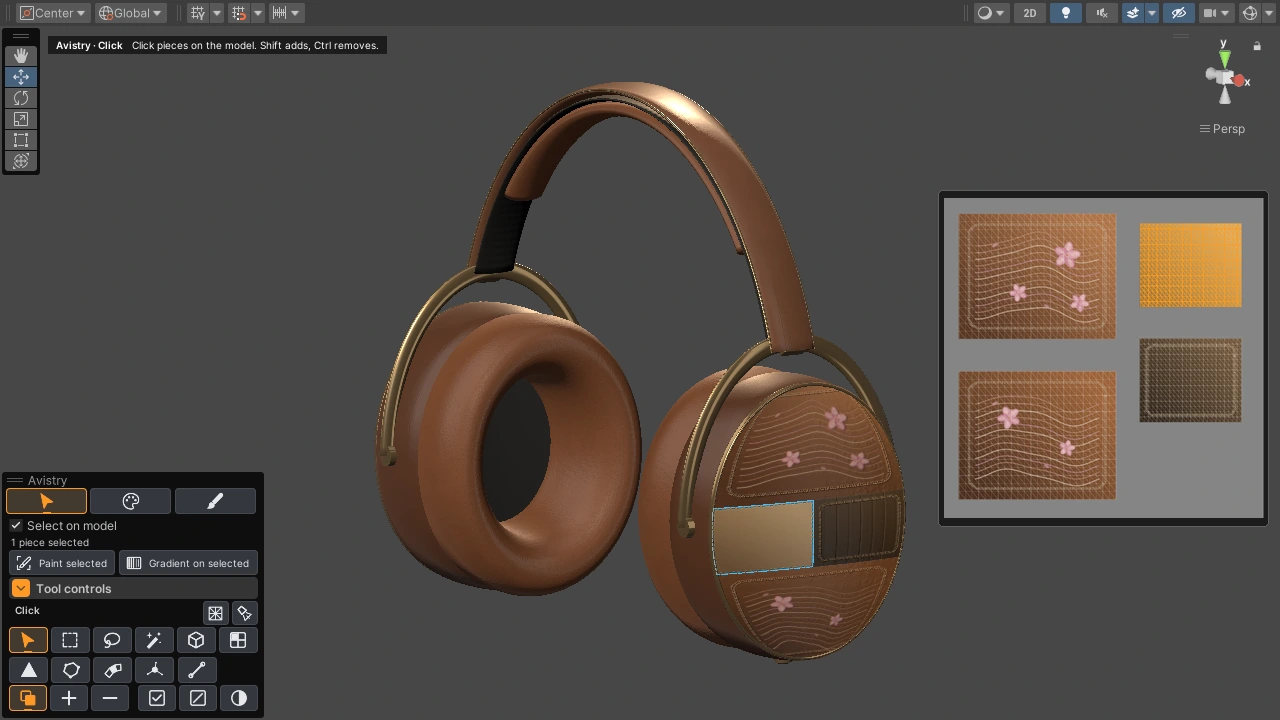 Center
Global
2D
Avistry · Click Click pieces on the model. Shift adds, Ctrl removes.
y
x
Persp
Avistry
Select on model
1 piece selected
Paint selected
Gradient on selected
Tool controls
Click